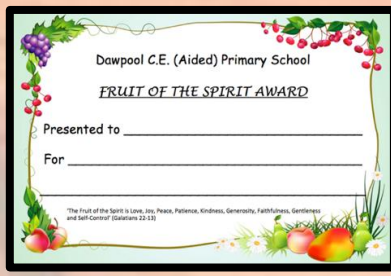 Dawpool C.E. (Aided) Primary School
FRUIT OF THE SPIRIT AWARD
Presented to
For
'The Fruit of the Spirit is Love, Joy, Peace, Patience, Kindness, Generosity, Faithfulness, Gentleness
and Self-Control' (Galatians 22-13)